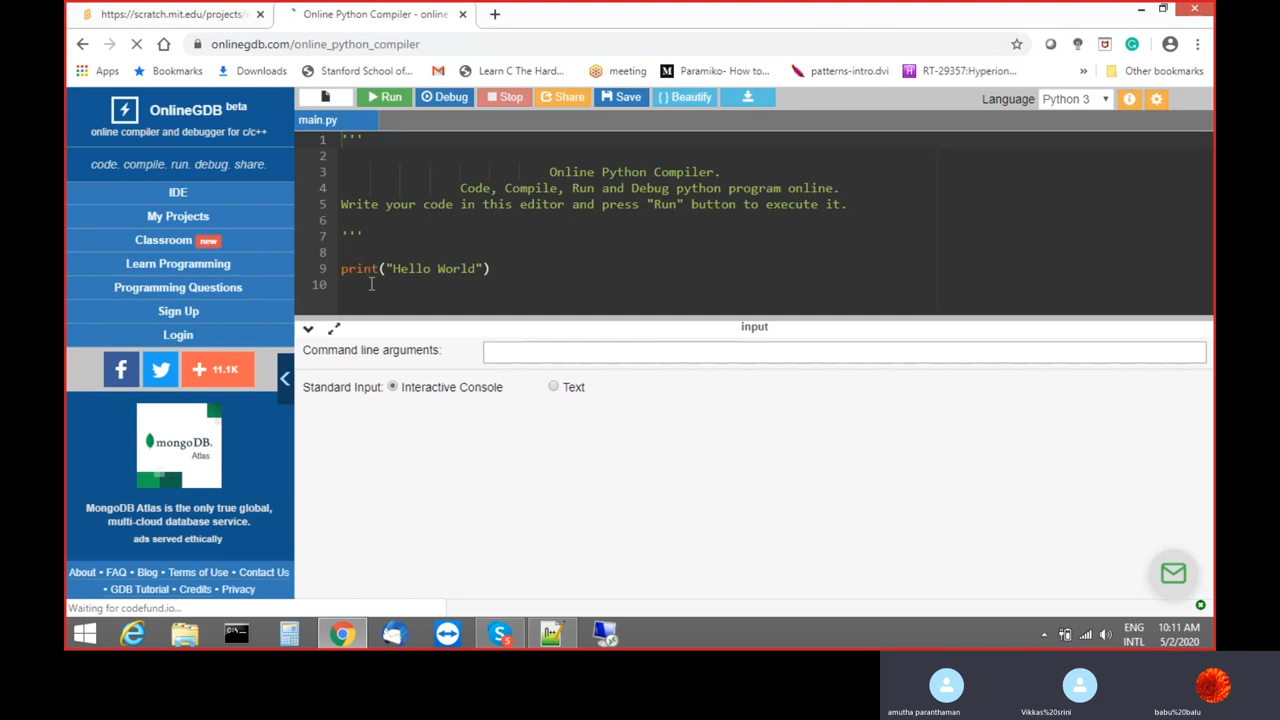 https://scratch.mit.edu/projects/
Online Python Compiler - online
onlinegdb.com/online_python_compiler
Apps
Bookmarks
Downloads
Stanford School of...
Learn C The Hard...
meeting
Paramiko- How to...
patterns-intro.dvi
RT-29357:Hyperion...
»
Other bookmarks
OnlineGDB beta
online compiler and debugger for c/c++
code. compile. run. debug. share.
IDE
My Projects
Classroom new
Learn Programming
Programming Questions
Sign Up
Login
11.1K
mongoDB.
Atlas
MongoDB Atlas is the only true global,
multi-cloud database service.
ads served ethically
About • FAQ • Blog • Terms of Use • Contact Us
• GDB Tutorial • Credits • Privacy
Waiting for codefund.io...
Run
Debug
Stop
Share
Save
{ } Beautify
Language Python 3
main.py
1 '''
2
3 Online Python Compiler.
4 Code, Compile, Run and Debug python program online.
5 Write your code in this editor and press "Run" button to execute it.
6
7 '''
8
9 print("Hello World")
10
input
Command line arguments:
Standard Input: Interactive Console Text
ENG
INTL
10:11 AM
5/2/2020
amutha paranthaman
Vikkas%20srini
babu%20balu